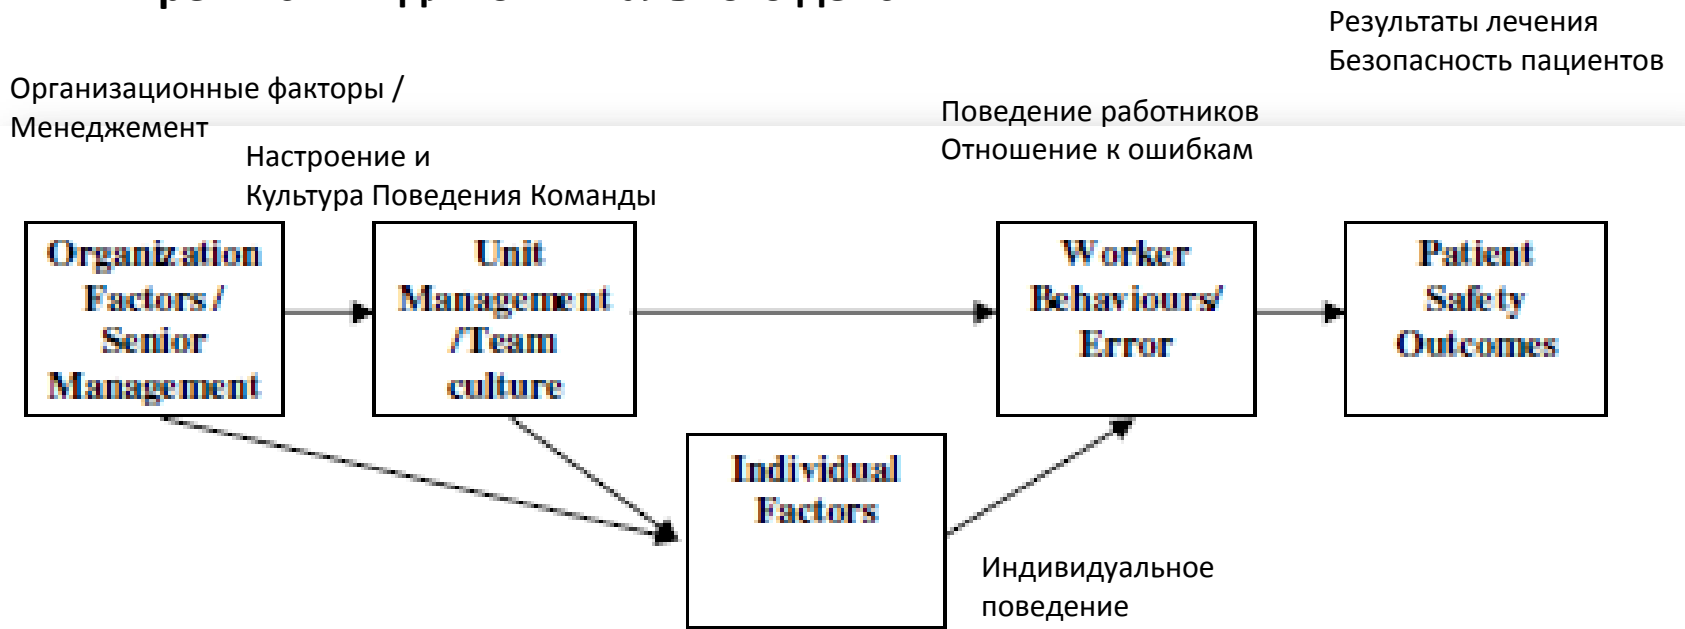 Результаты лечения
Безопасность пациентов
Организационные факторы /
Менеджемент
Поведение работников
Отношение к ошибкам
Настроение и
Культура Поведения Команды
Organization
Factors /
Senior
Management
Unit
Management
/Team
culture
Worker
Behaviours/
Error
Patient
Safety
Outcomes
Individual
Factors
Индивидуальное
поведение